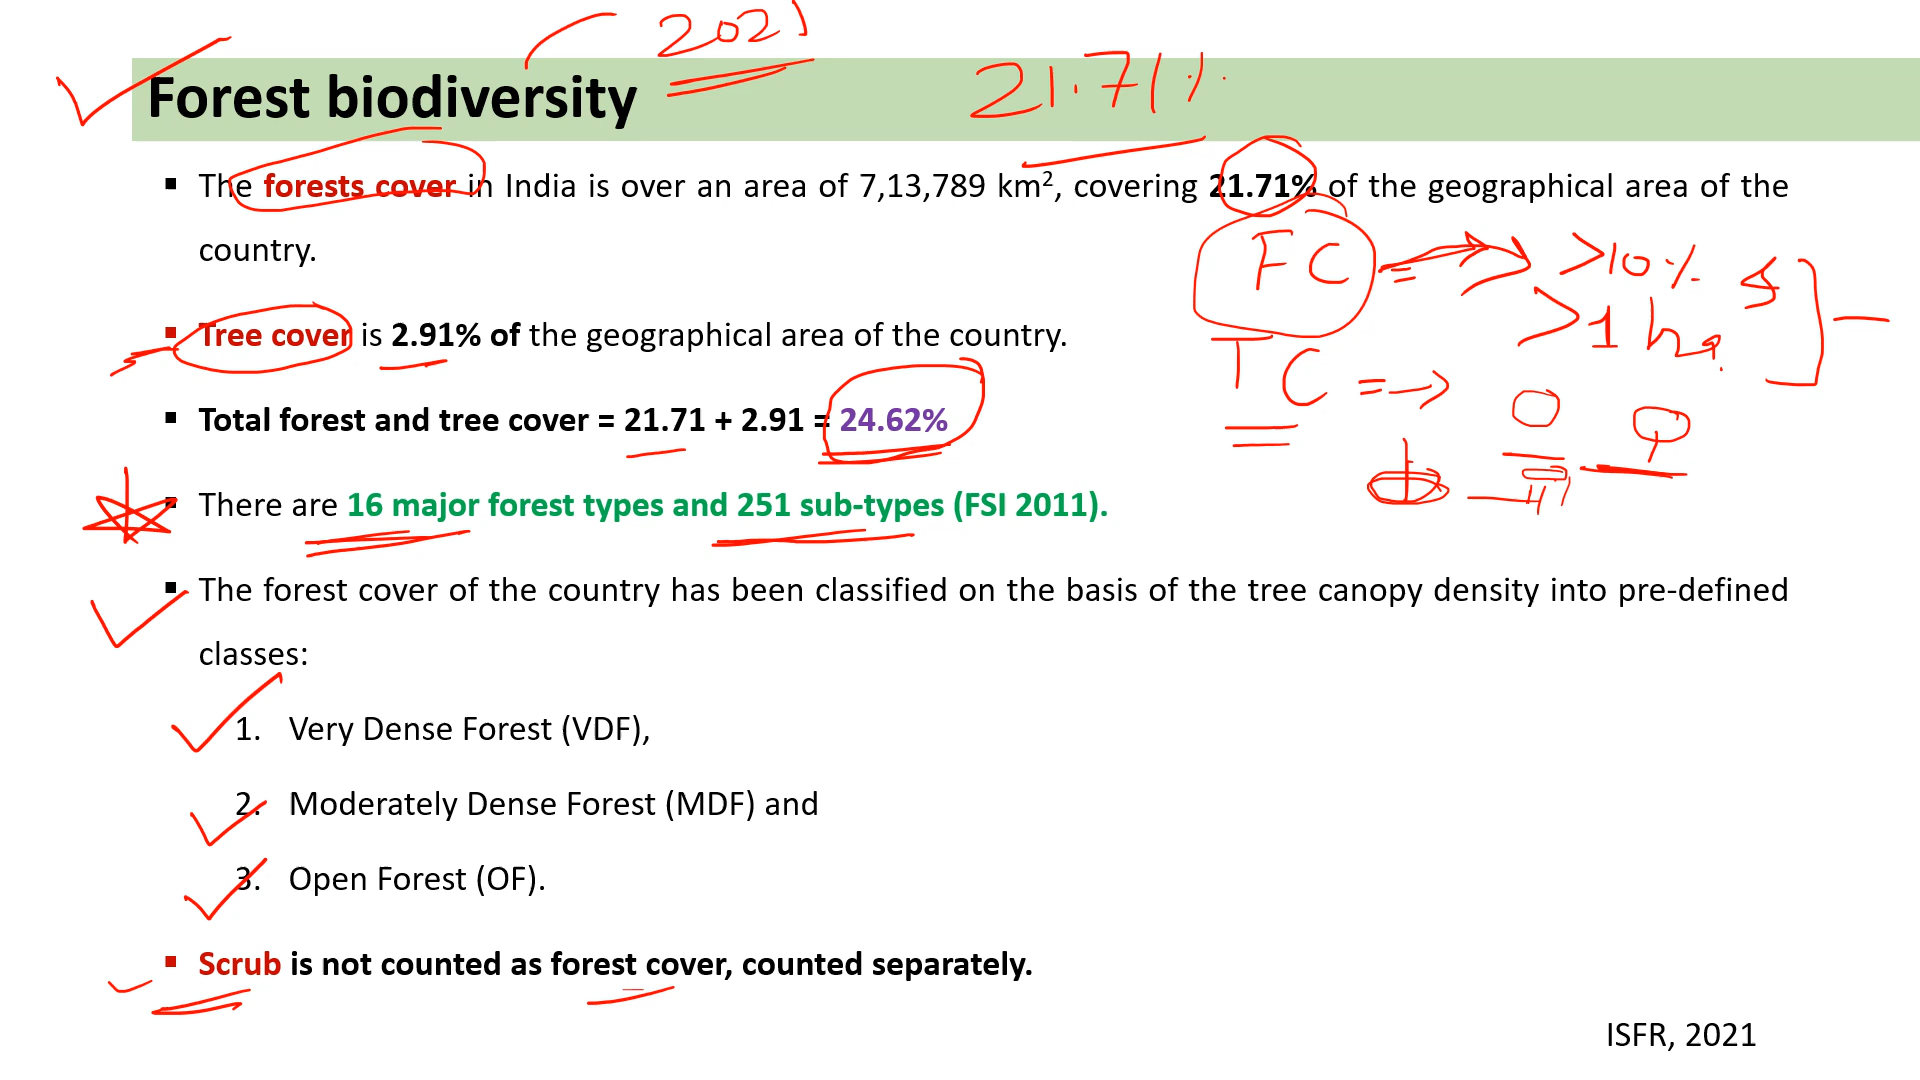 2021
21.71%
Forest biodiversity
▪ The forests cover in India is over an area of 7,13,789 km², covering 21.71% of the geographical area of the
country.
FC => >10% &
>1 ha
▪ Tree cover is 2.91% of the geographical area of the country.
TC =>
▪ Total forest and tree cover = 21.71 + 2.91 = 24.62%
▪ There are 16 major forest types and 251 sub-types (FSI 2011).
▪ The forest cover of the country has been classified on the basis of the tree canopy density into pre-defined
classes:
1. Very Dense Forest (VDF),
2. Moderately Dense Forest (MDF) and
3. Open Forest (OF).
▪ Scrub is not counted as forest cover, counted separately.
ISFR, 2021